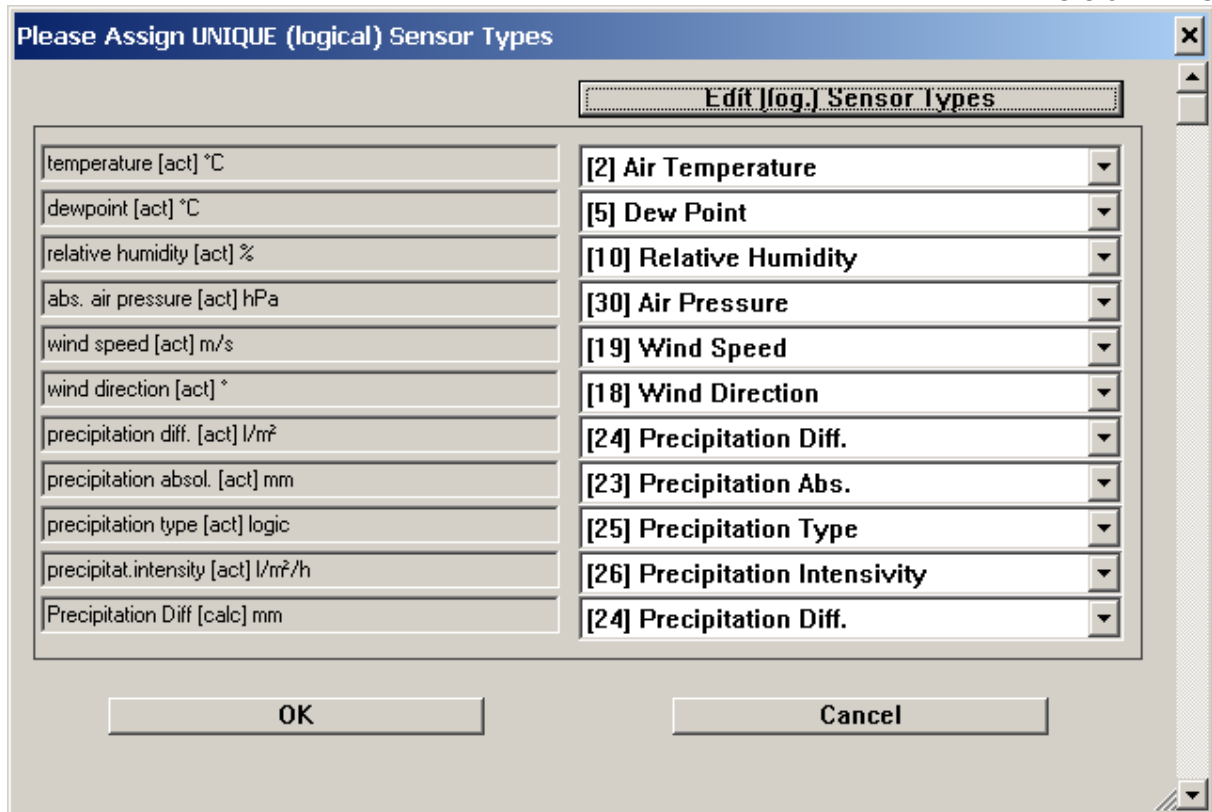 Please Assign UNIQUE (logical) Sensor Types
Edit (log.) Sensor Types
temperature [act] °C [2] Air Temperature
dewpoint [act] °C [5] Dew Point
relative humidity [act] % [10] Relative Humidity
abs. air pressure [act] hPa [30] Air Pressure
wind speed [act] m/s [19] Wind Speed
wind direction [act] ° [18] Wind Direction
precipitation diff. [act] l/m² [24] Precipitation Diff.
precipitation absol. [act] mm [23] Precipitation Abs.
precipitation type [act] logic [25] Precipitation Type
precipitat.intensity [act] l/m²/h [26] Precipitation Intensivity
Precipitation Diff [calc] mm [24] Precipitation Diff.
OK Cancel